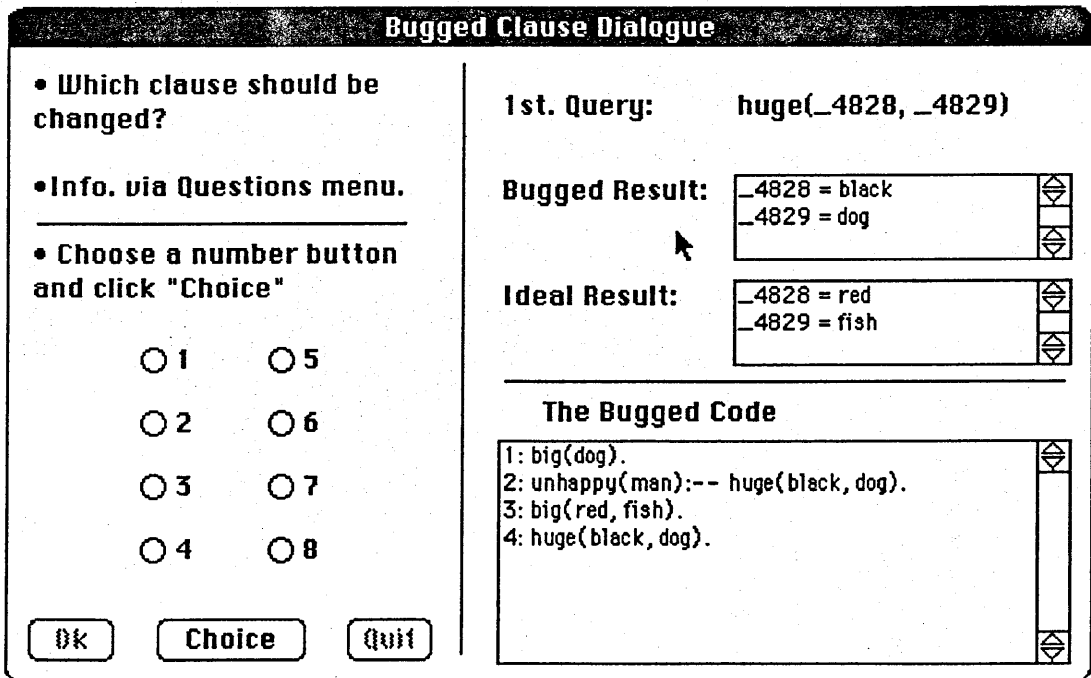 Bugged Clause Dialogue
• Which clause should be
changed?
•Info. via Questions menu.
• Choose a number button
and click "Choice"
1 5
2 6
3 7
4 8
Ok Choice Quit
1st. Query: huge(_4828, _4829)
Bugged Result:
_4828 = black
_4829 = dog
Ideal Result:
_4828 = red
_4829 = fish
The Bugged Code
1: big(dog).
2: unhappy(man):-- huge(black,dog).
3: big(red, fish).
4: huge(black,dog).